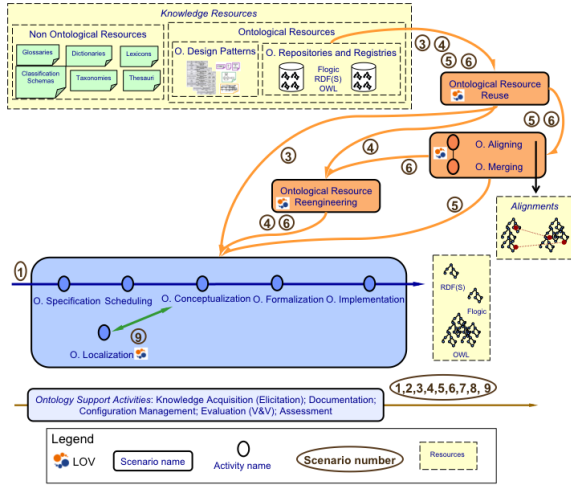 Knowledge Resources
Non Ontological Resources
Glossaries
Dictionaries
Lexicons
Classification
Schemas
Taxonomies
Thesauri
Ontological Resources
O. Design Patterns
O. Repositories and Registries
Flogic
RDF(S)
OWL
3 4
5 6
Ontological Resource
Reuse
5
6
O. Aligning
O. Merging
3
4
6
Ontological Resource
Reengineering
5
4 6
Alignments
1
O. Specification
Scheduling
O. Conceptualization
O. Formalization
O. Implementation
9
O. Localization
RDF(S)
Flogic
OWL
Ontology Support Activities: Knowledge Acquisition (Elicitation); Documentation;
Configuration Management; Evaluation (V&V); Assessment
1,2,3,4,5,6,7,8, 9
Legend
LOV
Scenario name
Activity name
Scenario number
Resources